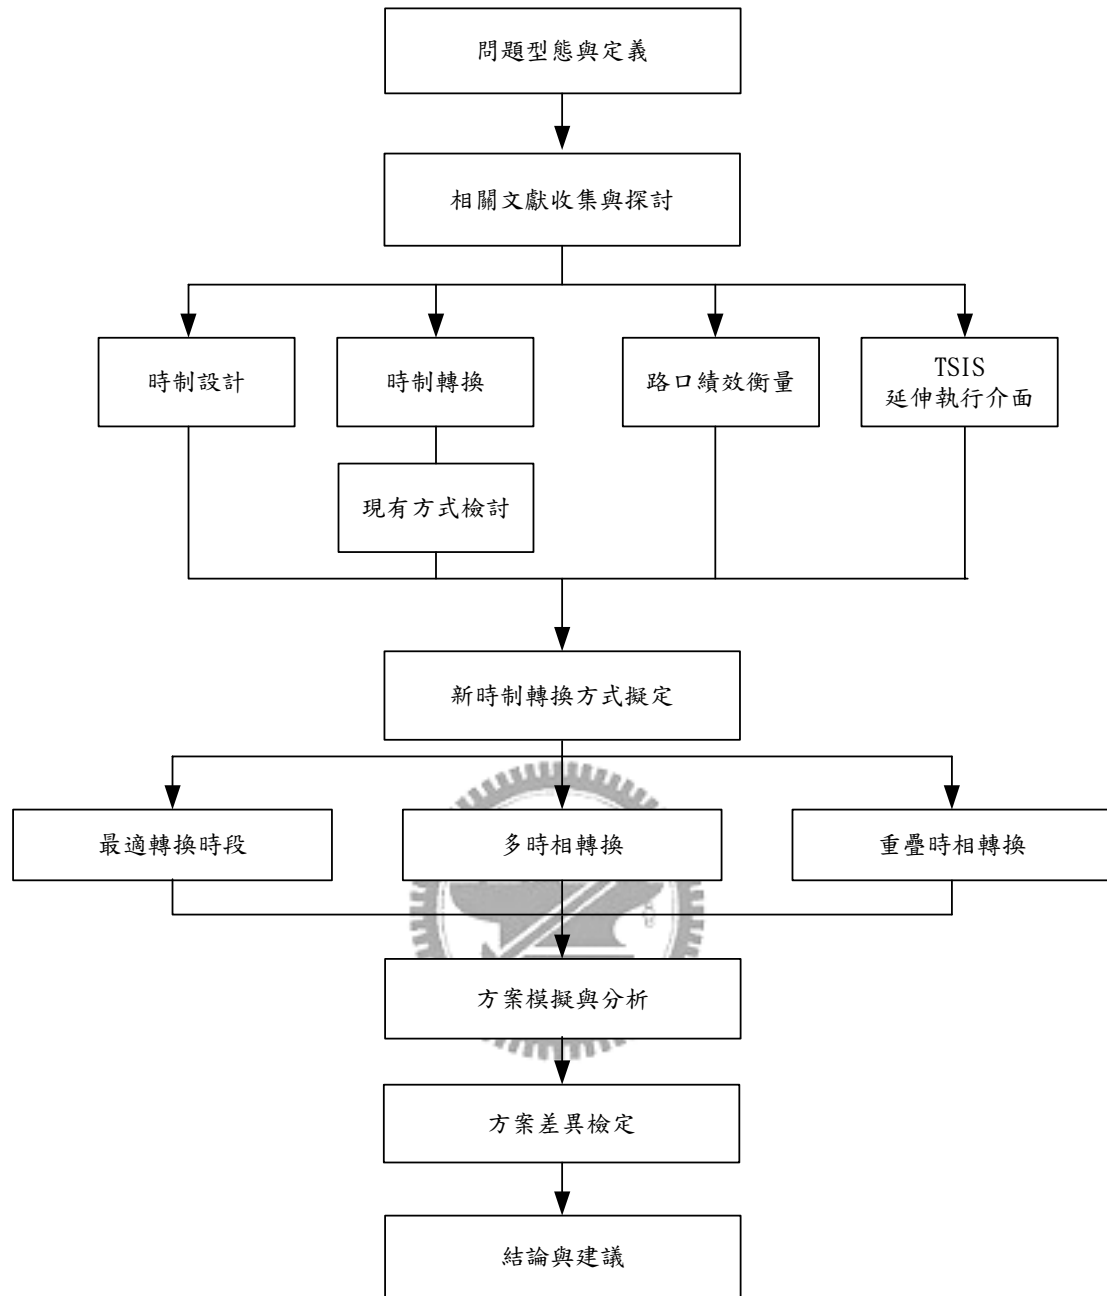 問題型態與定義
相關文獻收集與探討
時制設計
時制轉換
路口績效衡量
TSIS
延伸執行介面
現有方式檢討
新時制轉換方式擬定
最適轉換時段
多時相轉換
重疊時相轉換
方案模擬與分析
方案差異檢定
結論與建議